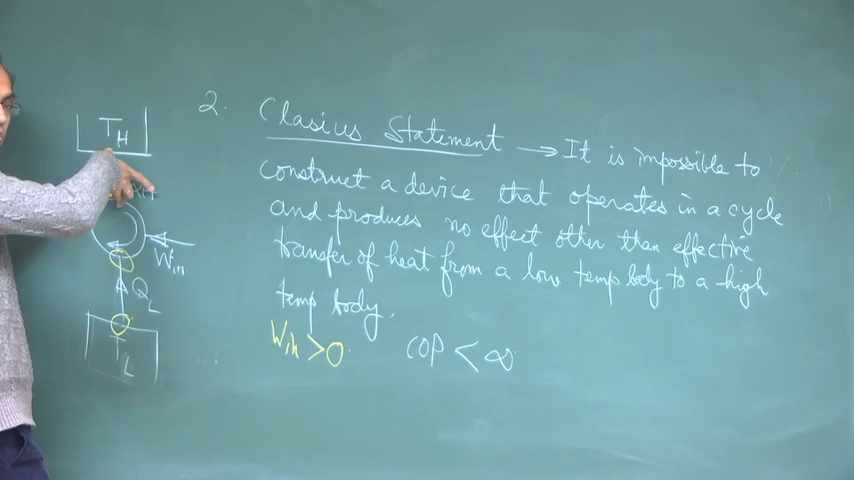 T_H
2. Clasius Statement → It is impossible to
construct a device that operates in a cycle
and produces no effect other than effective
transfer of heat from a low temp body to a high
temp body.
W_in > 0 COP < ∞
W_in
Q_L
T_L